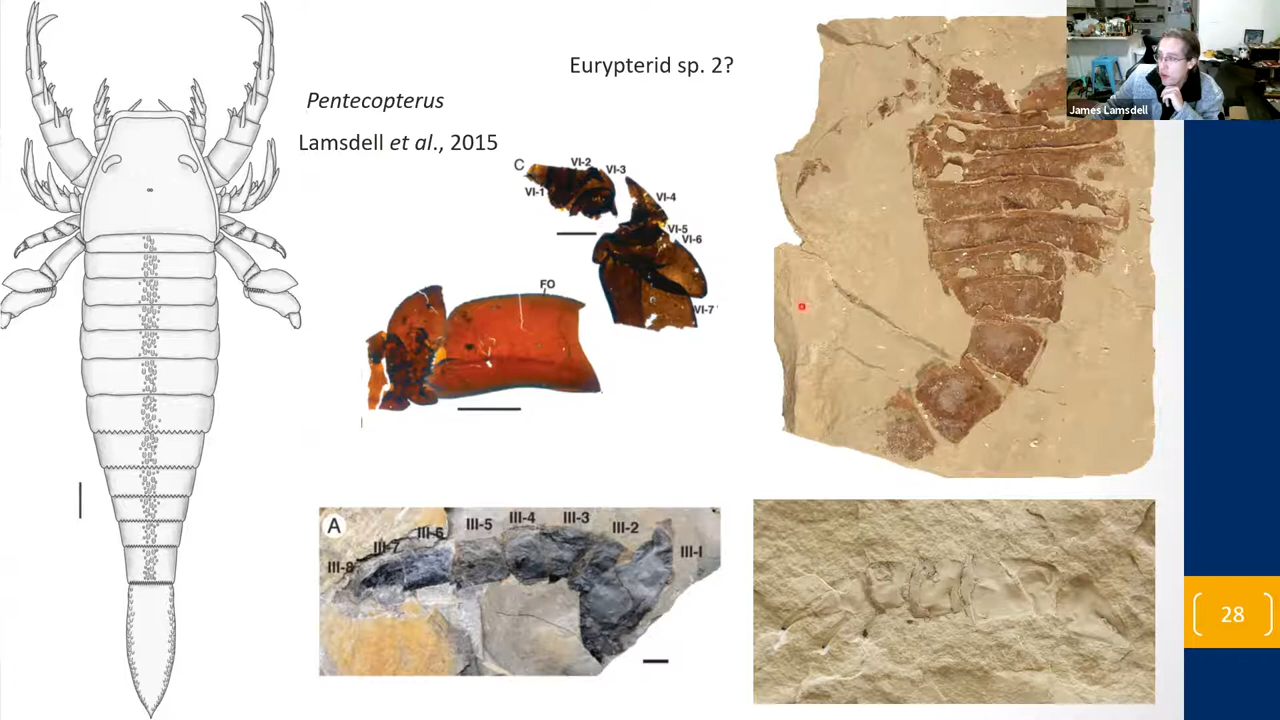 Eurypterid sp. 2?
Pentecopterus
Lamsdell et al., 2015
James Lamsdell
C
VI-1
VI-2
VI-3
VI-4
VI-5
VI-6
VI-7
FO
A
III-8
III-7
III-6
III-5
III-4
III-3
III-2
III-I
28